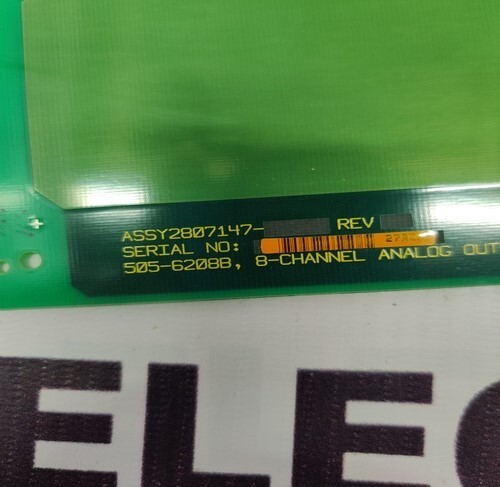 ASSY2807147- REV
SERIAL NO:
505-6208B, 8-CHANNEL ANALOG OUT
ELEC